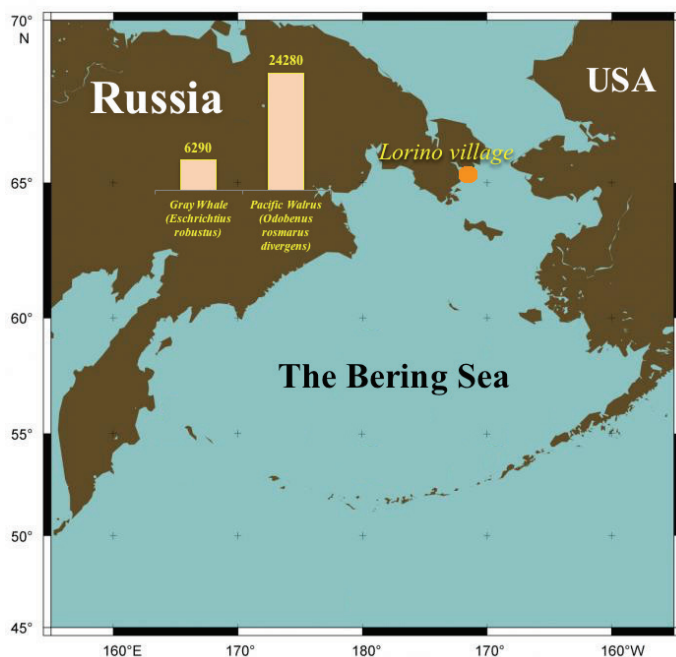 70°
N
24280
USA
Russia
6290
Lorino village
65°
Gray Whale
(Eschrichtius
robustus)
Pacific Walrus
(Odobenus
rosmarus
divergens)
60°
The Bering Sea
55°
50°
45°
160°E
170°
180°
170°
160°W